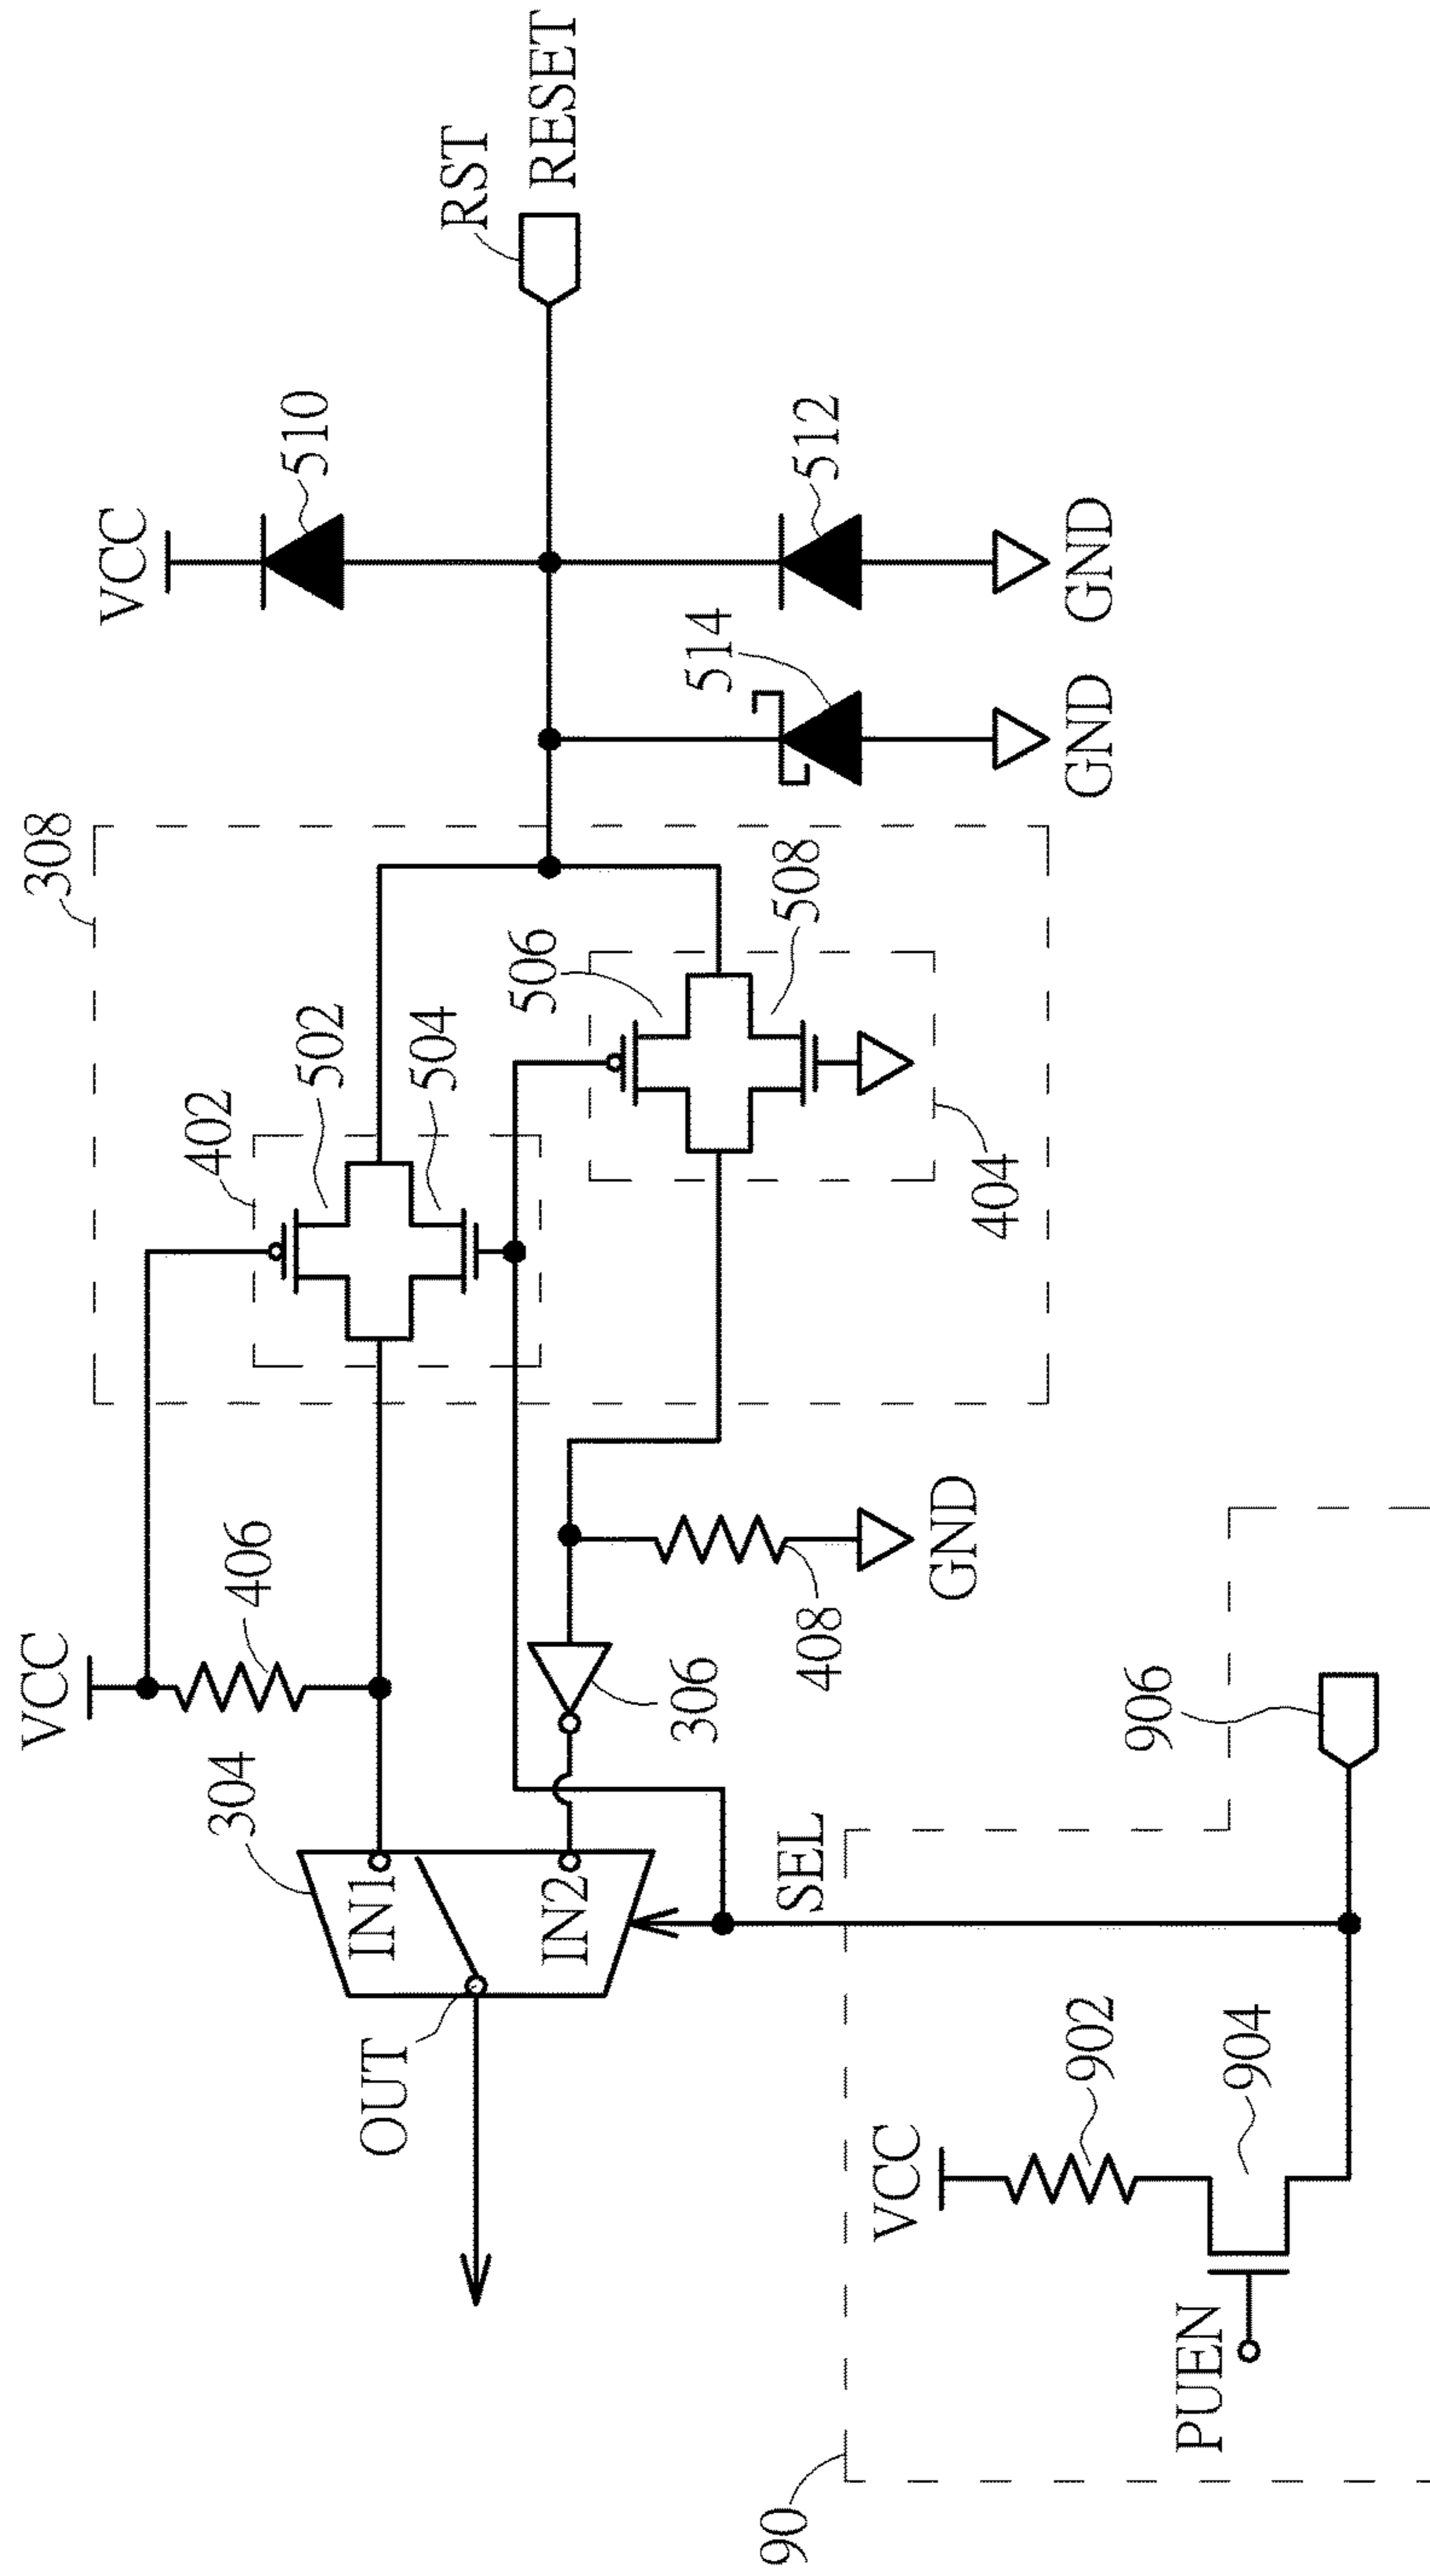 RST
RESET
VCC
510
512
GND
514
GND
308
402
502
504
506
508
404
VCC
406
408
GND
306
304
IN1
IN2
OUT
SEL
90
VCC
902
904
PUEN
906